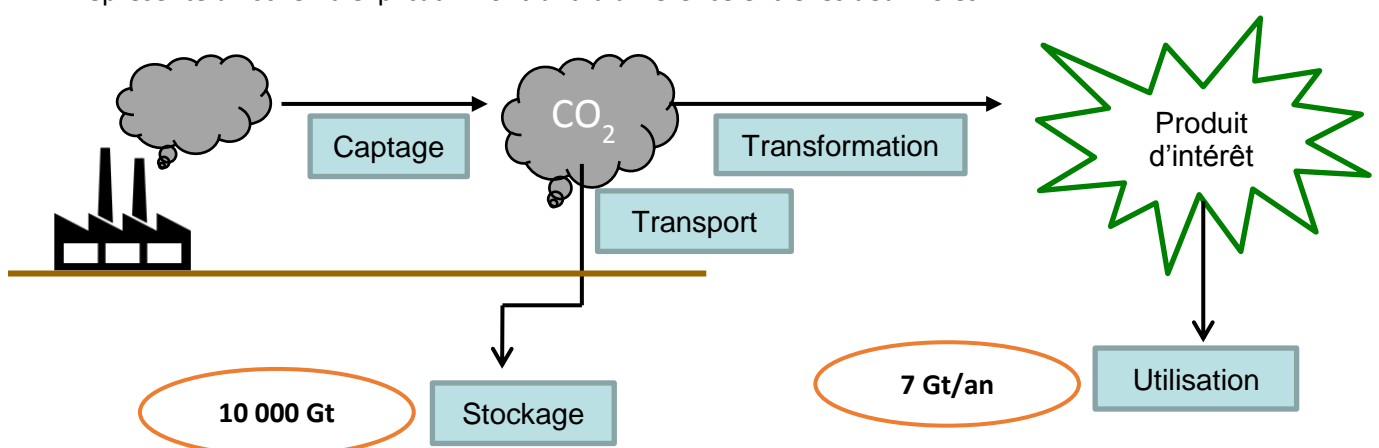 CO2
Captage
Transformation
Produit
d'intérêt
Transport
10 000 Gt
Stockage
7 Gt/an
Utilisation